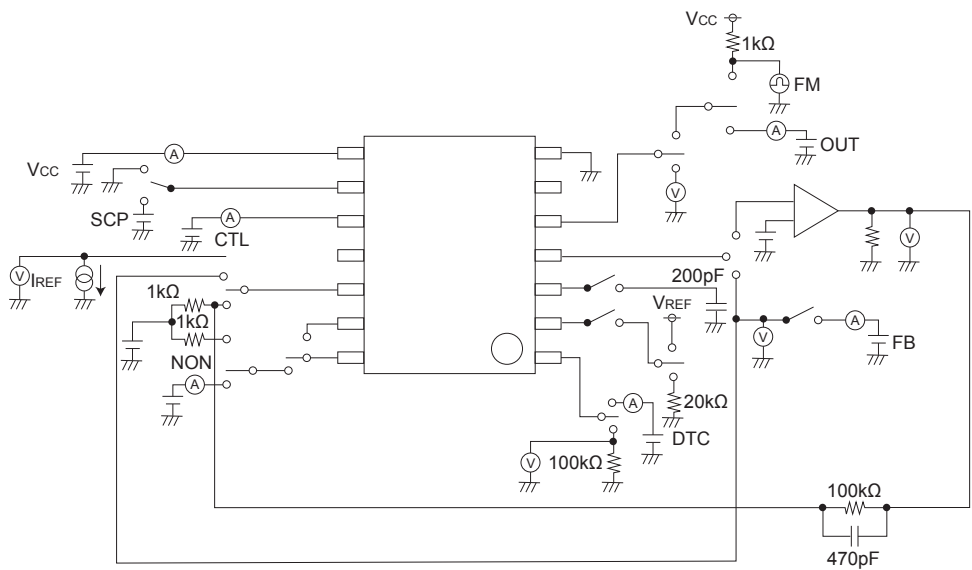 VCC
1kΩ
FM
A
OUT
VCC
A
V
SCP
A
CTL
V
IREF
V
200pF
1kΩ
VREF
1kΩ
V
A
FB
NON
A
20kΩ
A
DTC
V
100kΩ
100kΩ
470pF